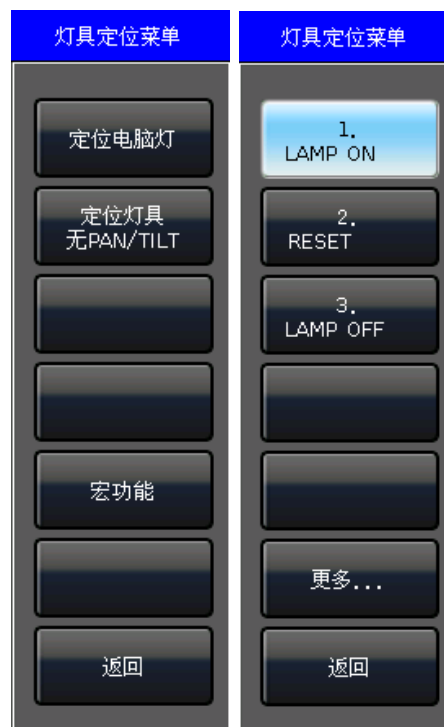 灯具定位菜单
定位电脑灯
定位灯具
无PAN/TILT
宏功能
返回
灯具定位菜单
1.
LAMP ON
2.
RESET
3.
LAMP OFF
更多...
返回